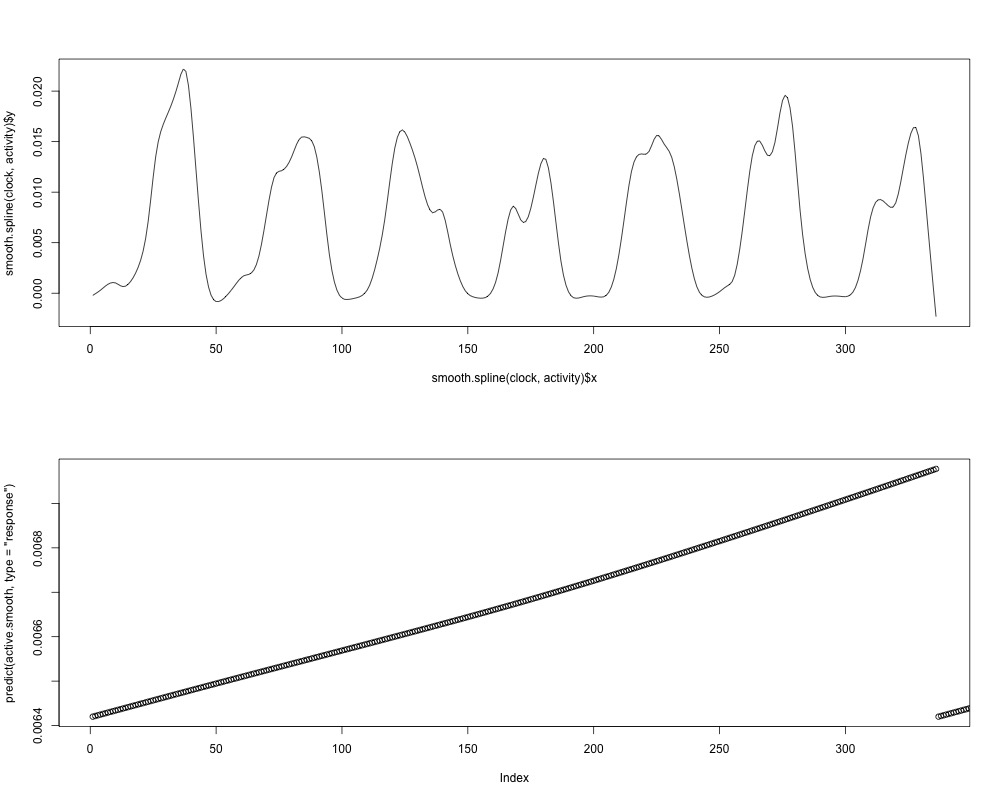 smooth.spline(clock, activity)$y
0.020
0.015
0.010
0.005
0.000
0 50 100 150 200 250 300
smooth.spline(clock, activity)$x
predict(active.smooth, type = "response")
0.0068
0.0066
0.0064
0 50 100 150 200 250 300
Index